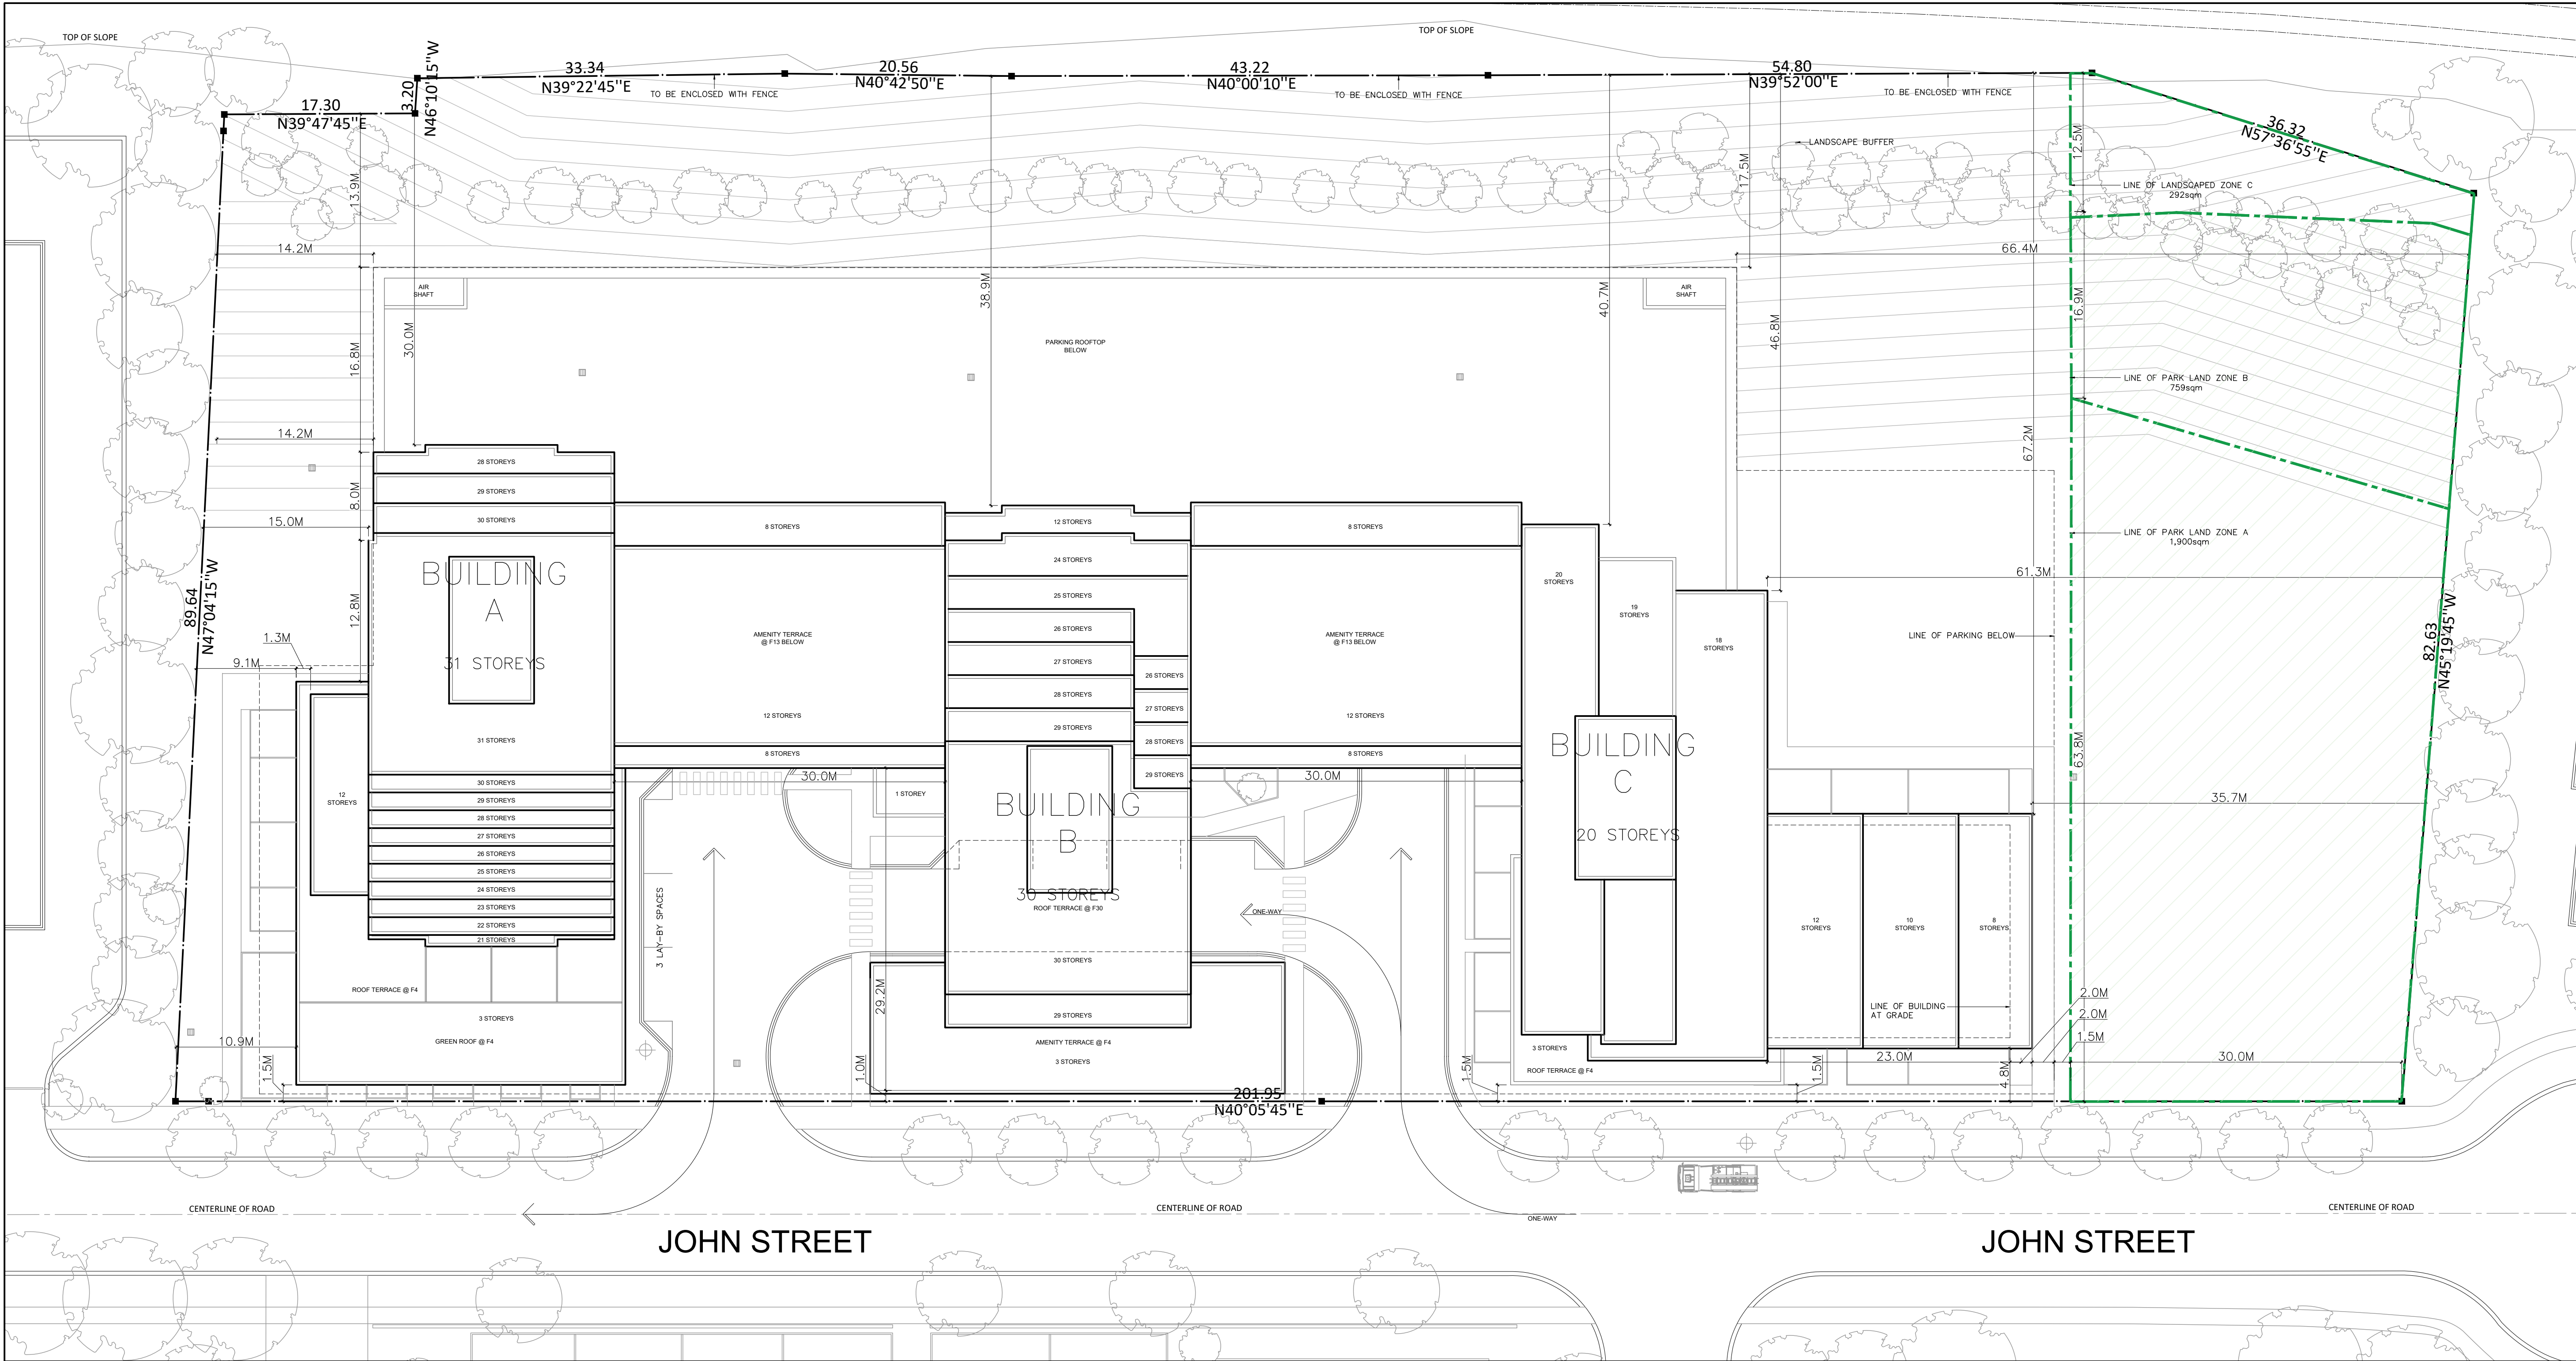 TOP OF SLOPE
TOP OF SLOPE
33.34
N39°22'45"E
20.56
N40°42'50"E
43.22
N40°00'10"E
54.80
N39°52'00"E
TO BE ENCLOSED WITH FENCE
TO BE ENCLOSED WITH FENCE
TO BE ENCLOSED WITH FENCE
17.30
N39°47'45"E
3.20
N46°10'15"W
36.32
N57°36'55"E
12.5M
LANDSCAPE BUFFER
17.5M
13.9M
LINE OF LANDSCAPED ZONE C
292sqm
14.2M
66.4M
AIR
SHAFT
AIR
SHAFT
38.9M
40.7M
46.8M
16.9M
30.0M
16.8M
PARKING ROOFTOP
BELOW
LINE OF PARK LAND ZONE B
759sqm
14.2M
67.2M
28 STOREYS
29 STOREYS
30 STOREYS
8.0M
15.0M
8 STOREYS
12 STOREYS
8 STOREYS
LINE OF PARK LAND ZONE A
1,900sqm
24 STOREYS
25 STOREYS
26 STOREYS
27 STOREYS
28 STOREYS
29 STOREYS
26 STOREYS
27 STOREYS
28 STOREYS
29 STOREYS
20
STOREYS
19
STOREYS
18
STOREYS
61.3M
BUILDING
A
31 STOREYS
89.64
N47°04'15"W
12.8M
1.3M
9.1M
AMENITY TERRACE
@ F13 BELOW
AMENITY TERRACE
@ F13 BELOW
LINE OF PARKING BELOW
82.63
N45°19'45"W
12 STOREYS
12 STOREYS
31 STOREYS
8 STOREYS
8 STOREYS
30.0M
30.0M
63.8M
35.7M
BUILDING
C
20 STOREYS
1 STOREY
BUILDING
B
30 STOREYS
ROOF TERRACE @ F30
12
STOREYS
30 STOREYS
29 STOREYS
28 STOREYS
27 STOREYS
26 STOREYS
25 STOREYS
24 STOREYS
23 STOREYS
22 STOREYS
21 STOREYS
3 LAY-BY SPACES
ONE-WAY
12
STOREYS
10
STOREYS
8
STOREYS
30 STOREYS
ROOF TERRACE @ F4
29.2M
LINE OF BUILDING
AT GRADE
2.0M
2.0M
1.5M
3 STOREYS
GREEN ROOF @ F4
29 STOREYS
AMENITY TERRACE @ F4
3 STOREYS
3 STOREYS
ROOF TERRACE @ F4
10.9M
1.5M
1.0M
1.5M
1.5M
23.0M
4.8M
30.0M
201.95
N40°05'45"E
CENTERLINE OF ROAD
CENTERLINE OF ROAD
ONE-WAY
CENTERLINE OF ROAD
JOHN STREET
JOHN STREET